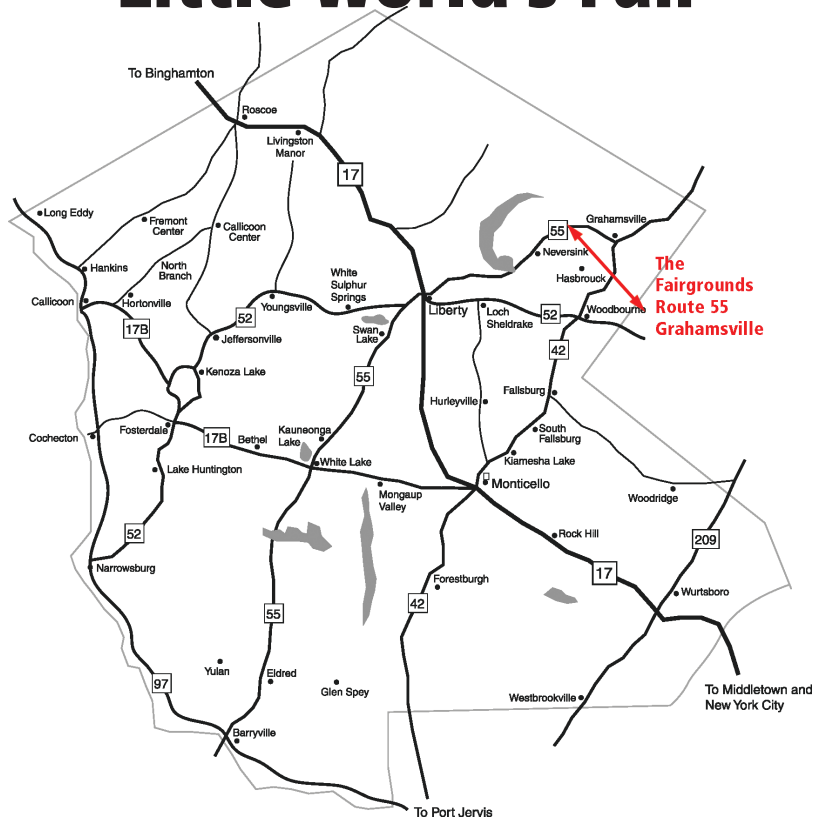 Little World's Fair
To Binghamton
Roscoe
Livingston
Manor
17
Long Eddy
Fremont
Center
Callicoon
Center
55
Grahamsville
Neversink
Hasbrouck
The
Fairgrounds
Route 55
Grahamsville
Hankins
North
Branch
White
Sulphur
Springs
Callicoon
Hortonville
Youngsville
Liberty
Loch
Sheldrake
52
Woodbourne
17B
52
Jeffersonville
Swan
Lake
42
Kenoza Lake
55
Hurleyville
Fallsburg
Cochecton
Fosterdale
17B
Bethel
Kauneonga
Lake
South
Fallsburg
Lake Huntington
White Lake
Kiamesha Lake
Monticello
Mongaup
Valley
Woodridge
52
Rock Hill
209
Narrowsburg
17
Forestburgh
42
Wurtsboro
55
Yulan
Eldred
97
Glen Spey
Westbrookville
To Middletown and
New York City
Barryville
To Port Jervis